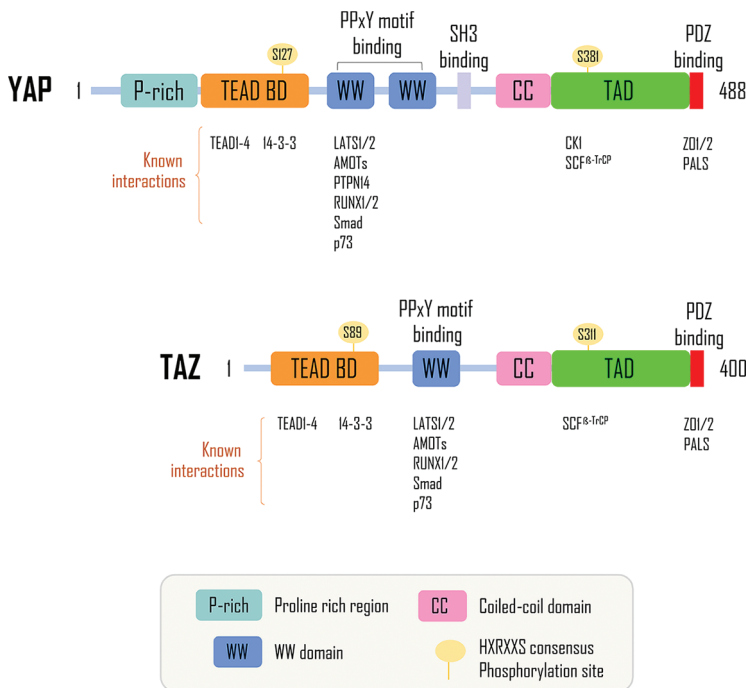 PPxY motif
binding
SH3
binding
PDZ
binding
S127
S381
YAP
1
P-rich
TEAD BD
WW
WW
CC
TAD
488
Known
interactions
TEAD1-4
14-3-3
LATS1/2
AMOTs
PTPN14
RUNX1/2
Smad
p73
CK1
SCFβ-TrCP
ZO1/2
PALS
PPxY motif
binding
PDZ
binding
S89
S311
TAZ
1
TEAD BD
WW
CC
TAD
400
Known
interactions
TEAD1-4
14-3-3
LATS1/2
AMOTs
RUNX1/2
Smad
p73
SCFβ-TrCP
ZO1/2
PALS
P-rich
Proline rich region
CC
Coiled-coil domain
WW
WW domain
HXRXXS consensus
Phosphorylation site